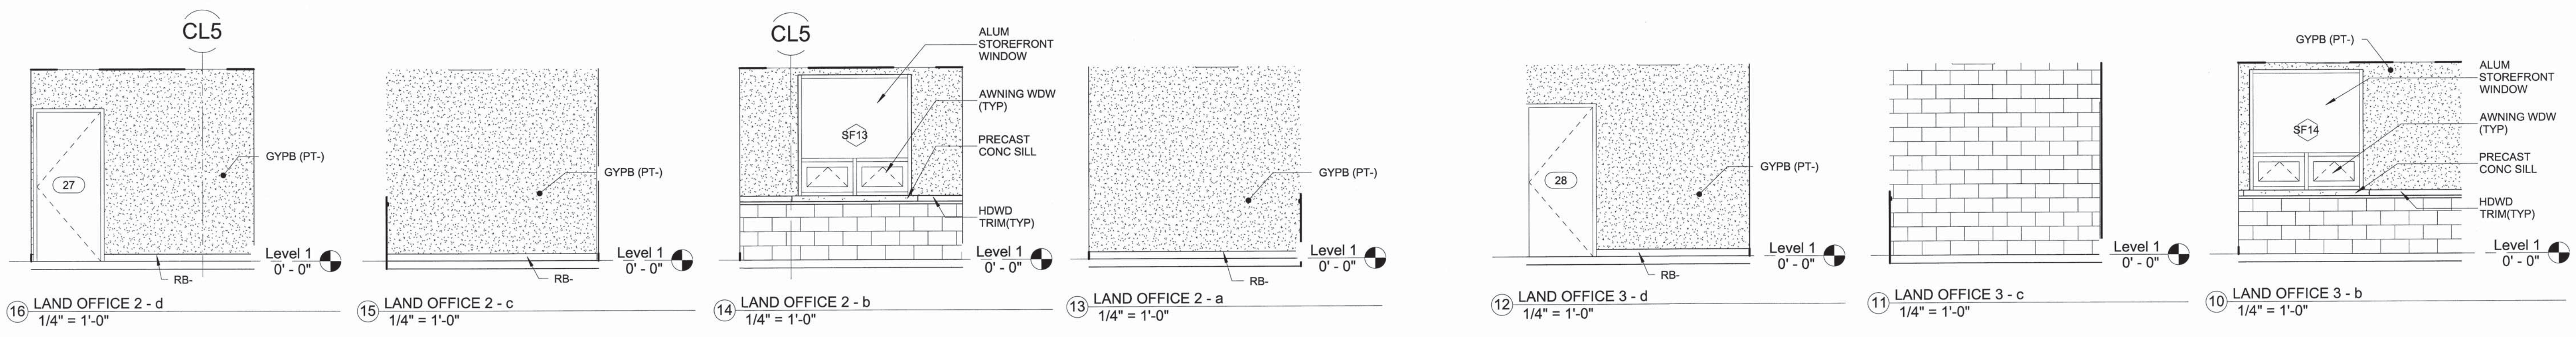 CL5
27
GYPB (PT-)
Level 1
0' - 0"
RB-
16 LAND OFFICE 2 - d
1/4" = 1'-0"
GYPB (PT-)
Level 1
0' - 0"
RB-
15 LAND OFFICE 2 - c
1/4" = 1'-0"
CL5
ALUM
STOREFRONT
WINDOW
SF13
AWNING WDW
(TYP)
PRECAST
CONC SILL
HDWD
TRIM(TYP)
Level 1
0' - 0"
14 LAND OFFICE 2 - b
1/4" = 1'-0"
GYPB (PT-)
Level 1
0' - 0"
RB-
13 LAND OFFICE 2 - a
1/4" = 1'-0"
28
GYPB (PT-)
Level 1
0' - 0"
RB-
12 LAND OFFICE 3 - d
1/4" = 1'-0"
Level 1
0' - 0"
11 LAND OFFICE 3 - c
1/4" = 1'-0"
GYPB (PT-)
ALUM
STOREFRONT
WINDOW
SF14
AWNING WDW
(TYP)
PRECAST
CONC SILL
HDWD
TRIM(TYP)
Level 1
0' - 0"
10 LAND OFFICE 3 - b
1/4" = 1'-0"